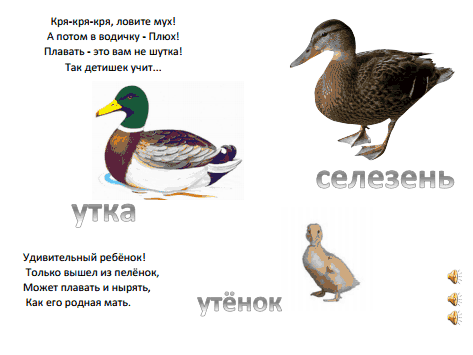 Кря-кря-кря, ловите мух!
А потом в водичку - Плюх!
Плавать - это вам не шутка!
Так детишек учит...
селезень
утка
Удивительный ребёнок!
Только вышел из пелёнок,
Может плавать и нырять,
Как его родная мать.
утёнок